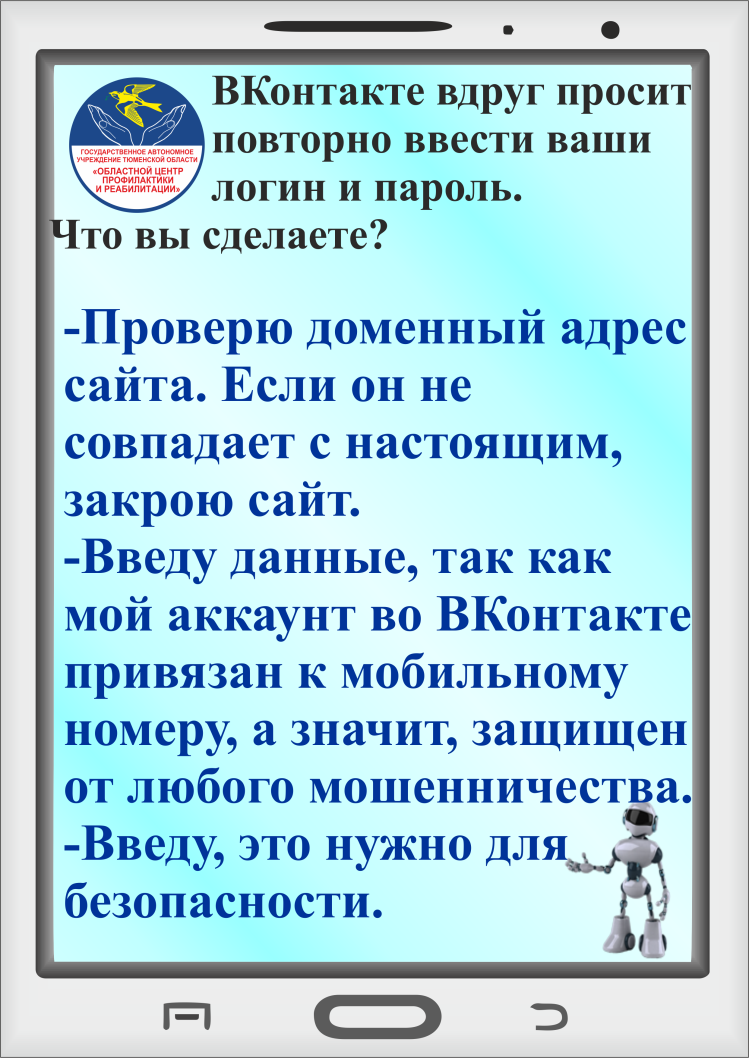 ВКонтакте вдруг просит
повторно ввести ваши
логин и пароль.
Что вы сделаете?
ГОСУДАРСТВЕННОЕ АВТОНОМНОЕ
УЧРЕЖДЕНИЕ ТЮМЕНСКОЙ ОБЛАСТИ
«ОБЛАСТНОЙ ЦЕНТР
ПРОФИЛАКТИКИ
И РЕАБИЛИТАЦИИ»
-Проверю доменный адрес
сайта. Если он не
совпадает с настоящим,
закрою сайт.
-Введу данные, так как
мой аккаунт во ВКонтакте
привязан к мобильному
номеру, а значит, защищен
от любого мошенничества.
-Введу, это нужно для
безопасности.